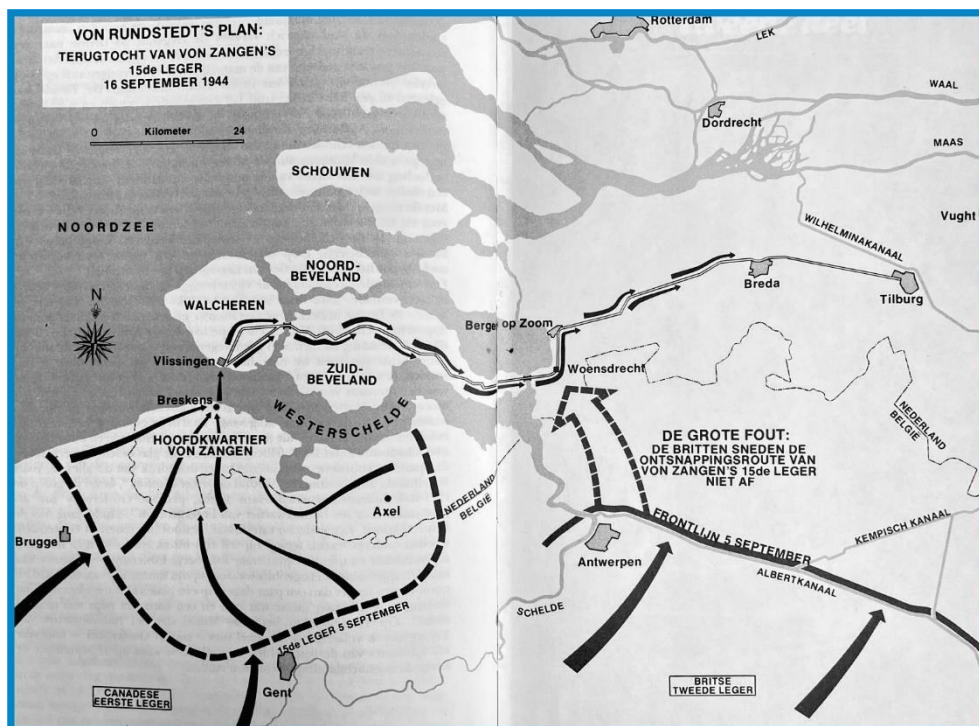 VON RUNDSTEDT'S PLAN:
TERUGTOCHT VAN VON ZANGEN'S
15de LEGER
16 SEPTEMBER 1944
0 Kilometer 24
Rotterdam
LEK
WAAL
Dordrecht
MAAS
SCHOUWEN
Vught
NOORDZEE
WILHELMINAKANAAL
NOORD-
BEVELAND
Breda
Tilburg
WALCHEREN
N
Bergen op Zoom
Vlissingen
ZUID-
BEVELAND
Woensdrecht
Breskens
WESTERSCHELDE
NEDERLAND
BELGIË
HOOFDKWARTIER
VON ZANGEN
DE GROTE FOUT:
DE BRITTEN SNEDEN DE
ONTSNAPPINGSROUTE VAN
VON ZANGEN'S 15de LEGER
NIET AF
Axel
NEDERLAND
BELGIË
Brugge
FRONTLIJN 5 SEPTEMBER
KEMPISCH KANAAL
Antwerpen
ALBERTKANAAL
SCHELDE
15de LEGER 5 SEPTEMBER
Gent
CANADESE
EERSTE LEGER
BRITSE
TWEEDE LEGER